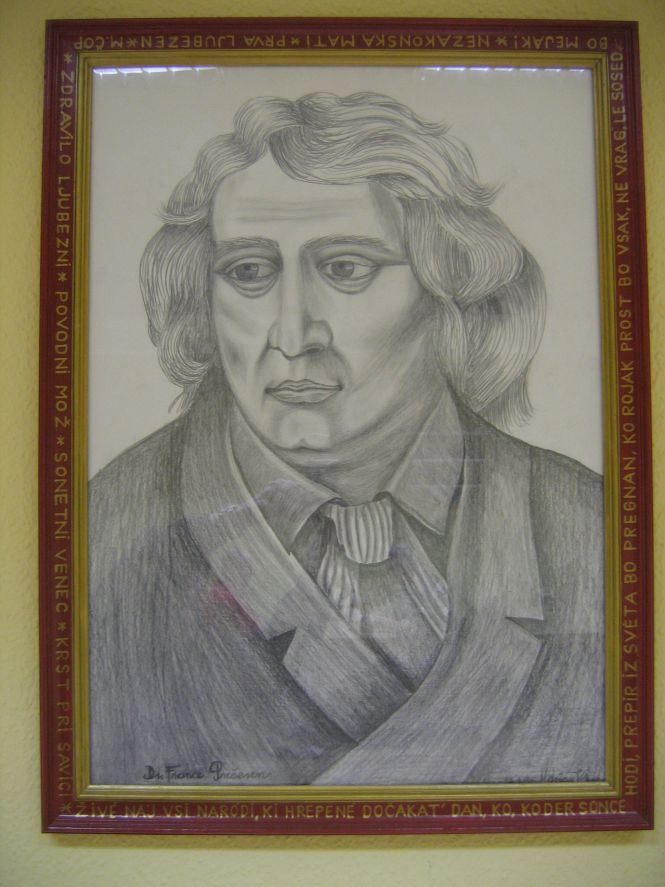 ŽIVE NAJ VSI NARODI, KI HREPENE DOČAKAT' DAN, KO, KODER SONCE
HODI, PREPIR IZ SVETA BO PREGNAN, KO ROJAK PROST BO VSAK, NE VRAG, LE SOSED
BO MEJAK! * NEZAKONSKA MATI * PRVA LJUBEZEN * M.ČOP
* ZDRAVILO LJUBEZNI * POVODNI MOŽ * SONETNI VENEC * KRST PRI SAVICI *
Dr. France Prešeren